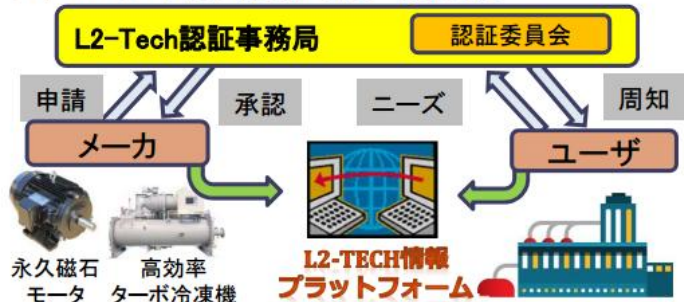 L2-Tech認証事務局
認証委員会
申請
承認
ニーズ
周知
メーカ
ユーザ
永久磁石
モータ
高効率
ターボ冷凍機
L2-TECH情報
プラットフォーム